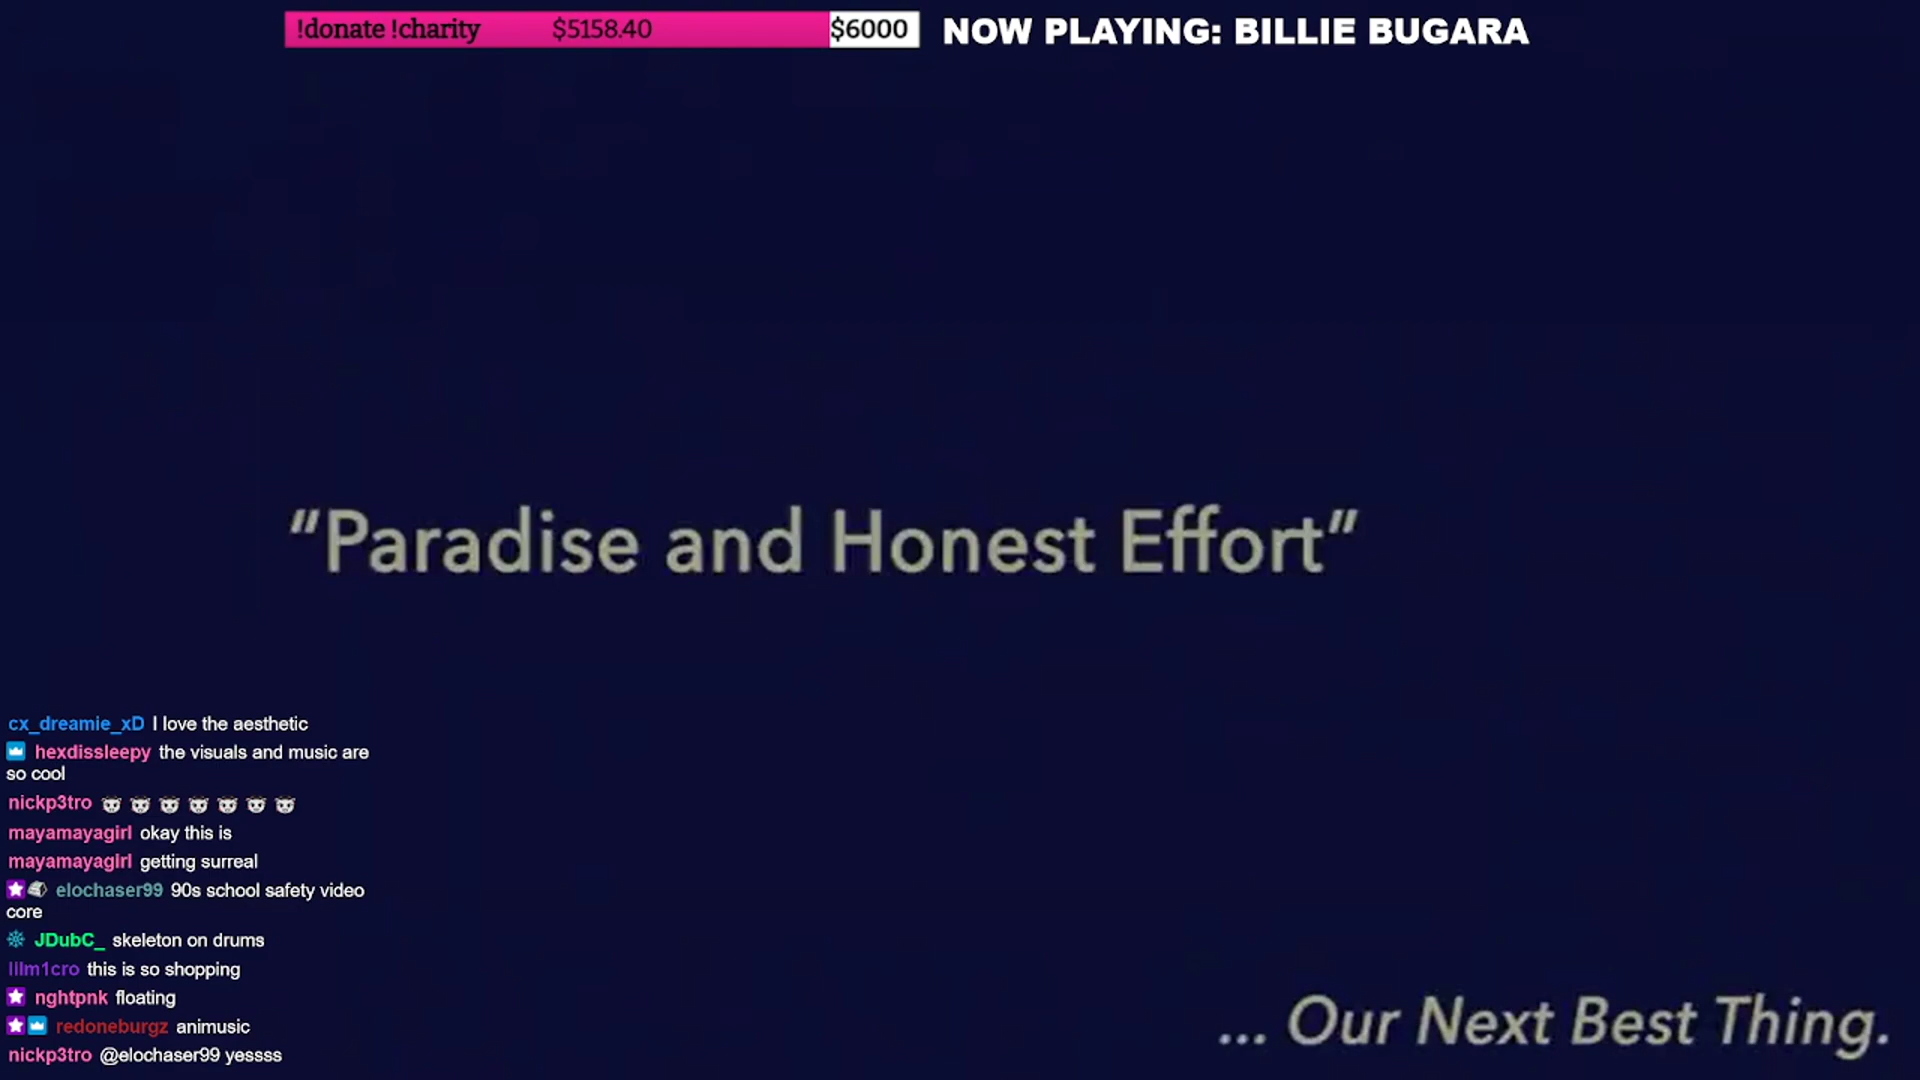 !donate !charity $5158.40 $6000 NOW PLAYING: BILLIE BUGARA
"Paradise and Honest Effort"
cx_dreamie_xD I love the aesthetic
hexdissleepy the visuals and music are
so cool
nickp3tro
mayamayagirl okay this is
mayamayagirl getting surreal
elochaser99 90s school safety video
core
JDubC_ skeleton on drums
lllm1cro this is so shopping
nghtpnk floating
redoneburgz animusic
nickp3tro @elochaser99 yessss
... Our Next Best Thing.